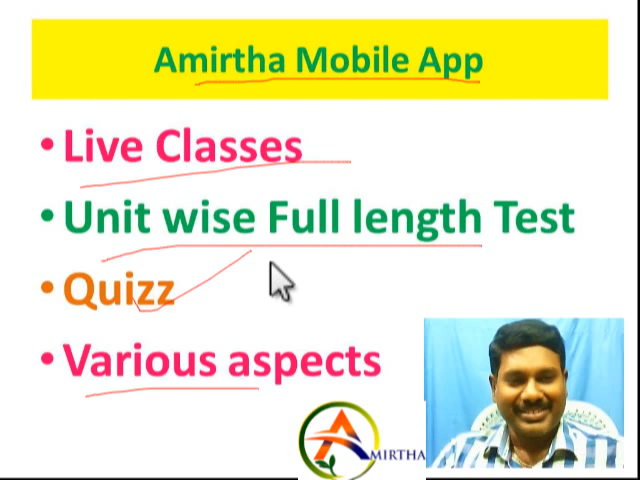 Amirtha Mobile App
• Live Classes
• Unit wise Full length Test
• Quizz
• Various aspects
AMIRTHA